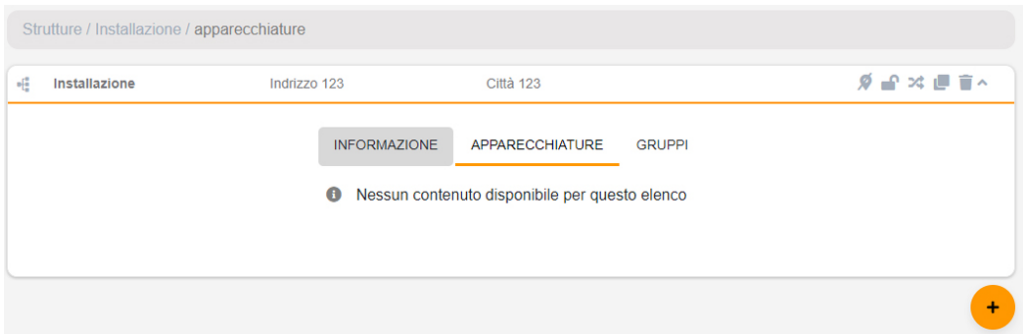 Strutture / Installazione / apparecchiature
Installazione Indrizzo 123 Città 123
INFORMAZIONE APPARECCHIATURE GRUPPI
Nessun contenuto disponibile per questo elenco